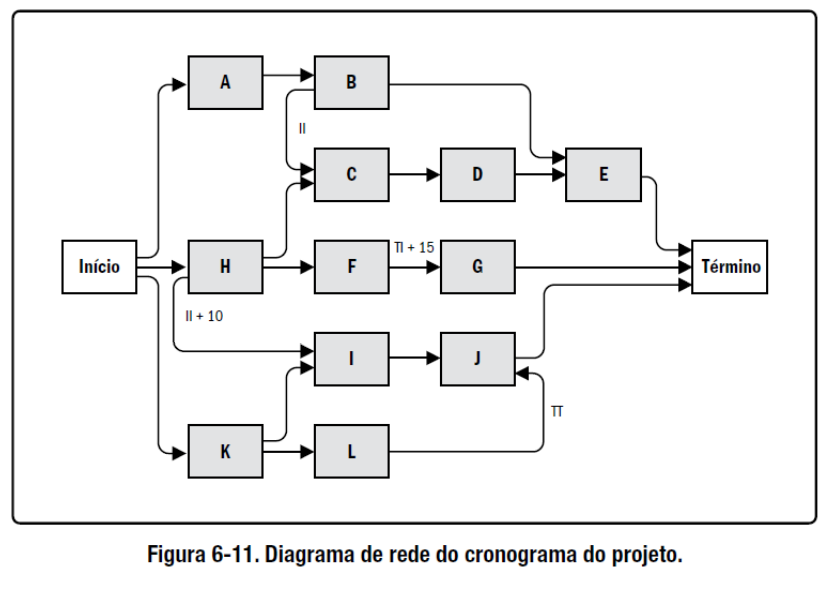 A
B
II
C
D
E
Início
H
F
TI + 15
G
Término
II + 10
I
J
TT
K
L
Figura 6-11. Diagrama de rede do cronograma do projeto.